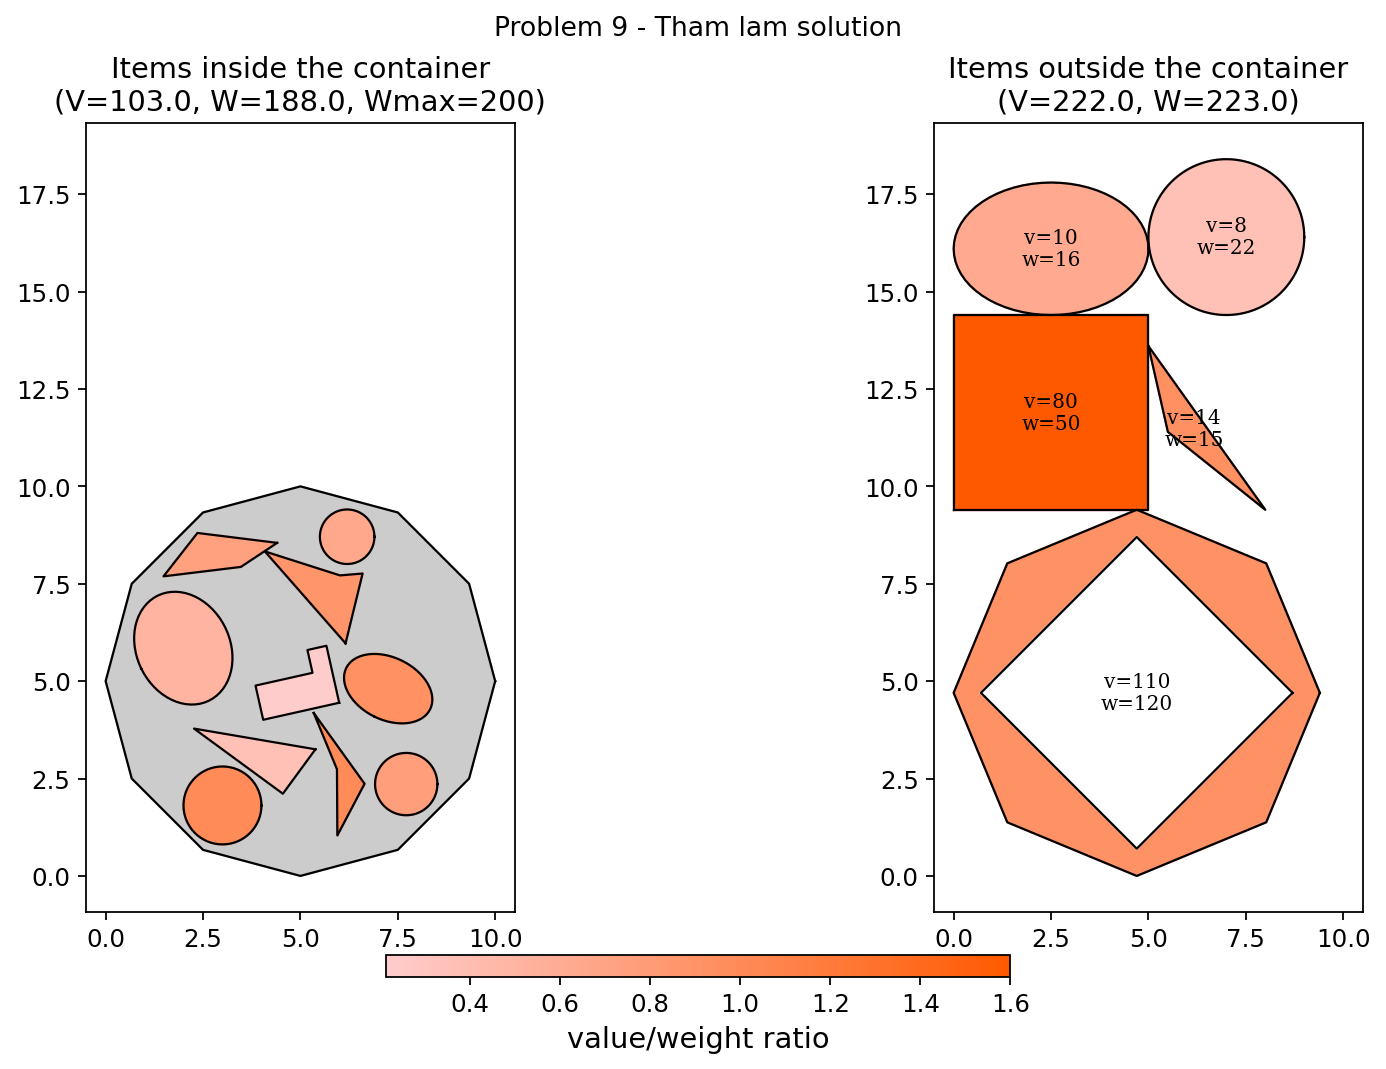 Problem 9 - Tham lam solution
Items inside the container
(V=103.0, W=188.0, Wmax=200)
17.5
15.0
12.5
10.0
7.5
5.0
2.5
0.0
0.0 2.5 5.0 7.5 10.0
Items outside the container
(V=222.0, W=223.0)
17.5
15.0
12.5
10.0
7.5
5.0
2.5
0.0
v=10
w=16
v=8
w=22
v=80
w=50
v=14
w=15
v=110
w=120
0.0 2.5 5.0 7.5 10.0
0.4 0.6 0.8 1.0 1.2 1.4 1.6
value/weight ratio